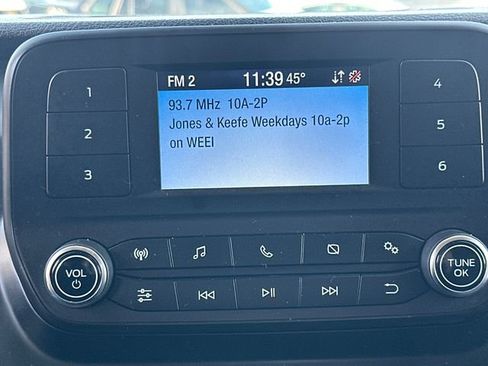 FM 2 11:39 45°
93.7 MHz 10A-2P
Jones & Keefe Weekdays 10a-2p
on WEEI
1
2
3
4
5
6
VOL
TUNE
OK